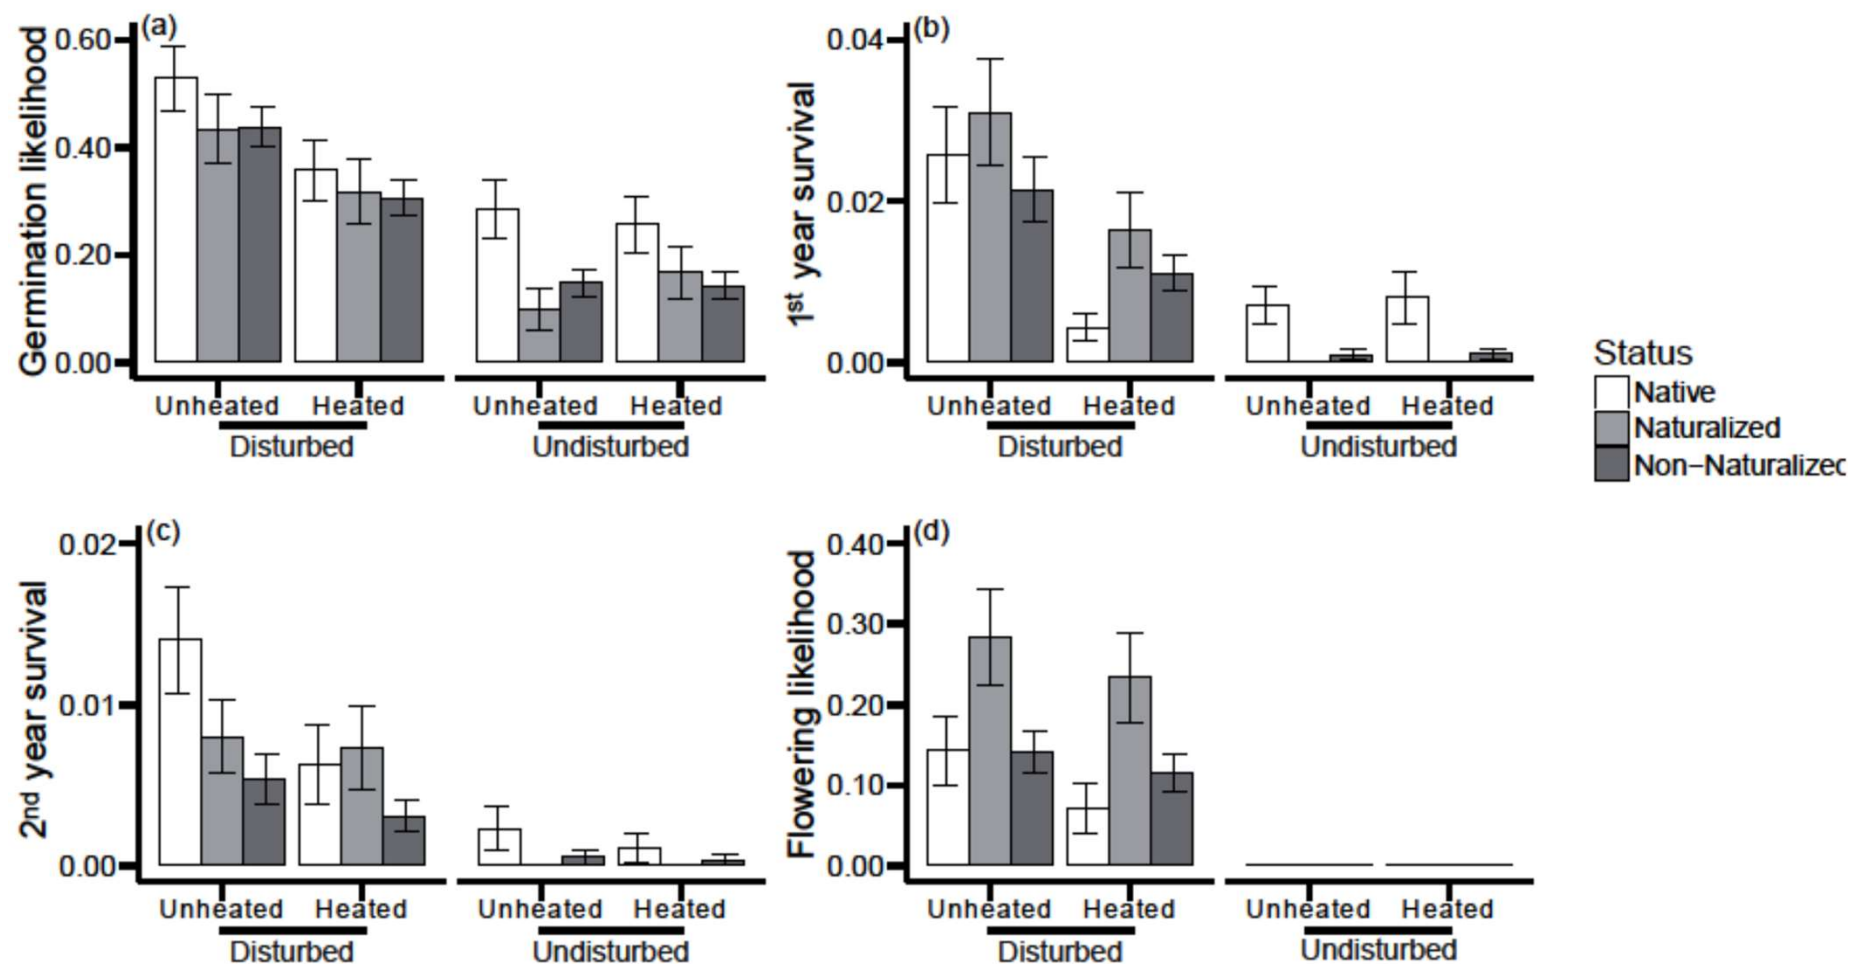 (a)
Germination likelihood
0.60
0.40
0.20
0.00
Unheated Heated Unheated Heated
Disturbed Undisturbed
(b)
1st year survival
0.04
0.02
0.00
Unheated Heated Unheated Heated
Disturbed Undisturbed
Status
Native
Naturalized
Non-Naturalized
(c)
2nd year survival
0.02
0.01
0.00
Unheated Heated Unheated Heated
Disturbed Undisturbed
(d)
Flowering likelihood
0.40
0.30
0.20
0.10
0.00
Unheated Heated Unheated Heated
Disturbed Undisturbed